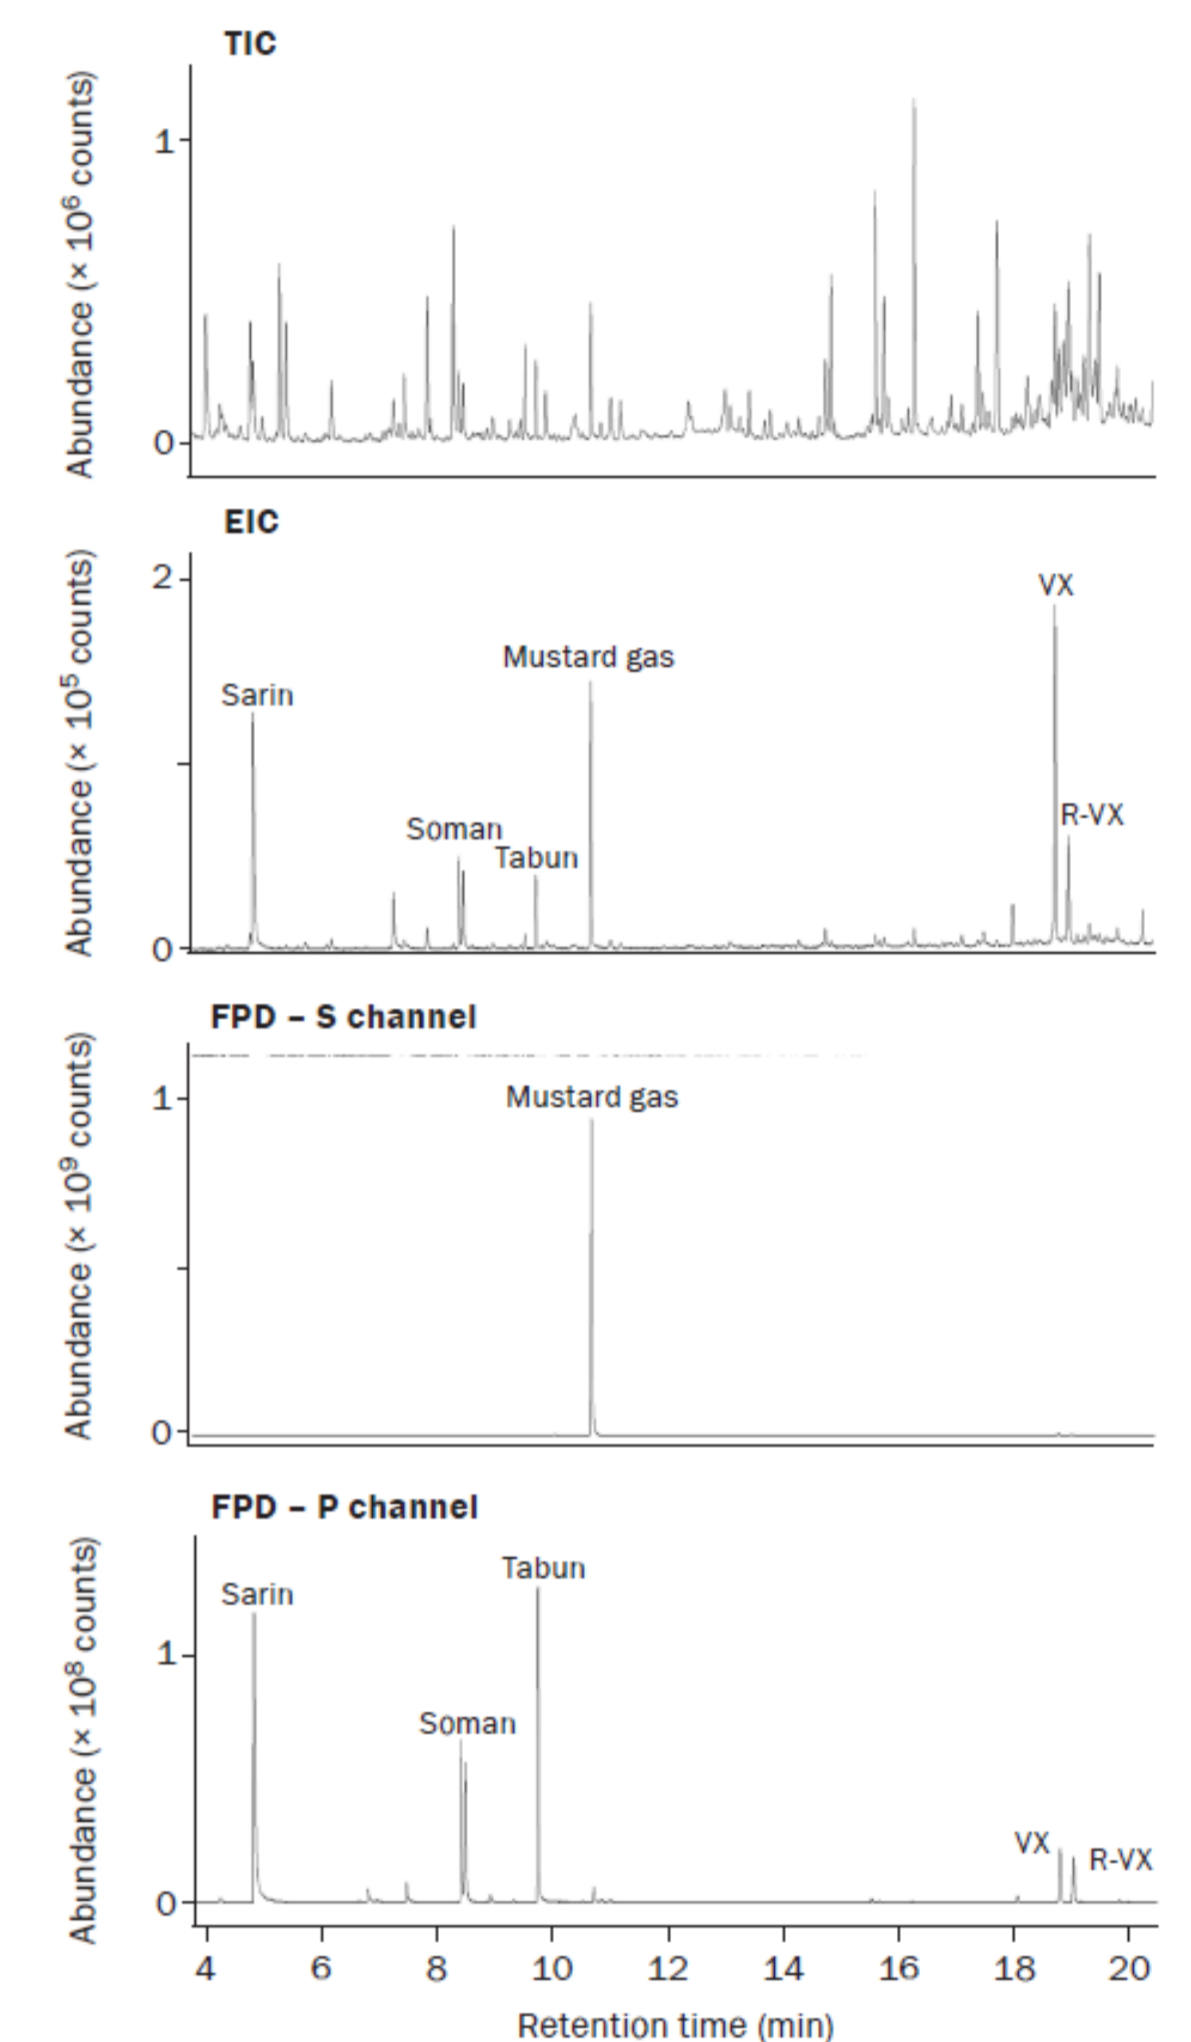 TIC
Abundance (× 10⁶ counts)
1
0
EIC
Abundance (× 10⁵ counts)
2
0
Sarin
Soman
Tabun
Mustard gas
VX
R-VX
FPD – S channel
Abundance (× 10⁹ counts)
1
0
Mustard gas
FPD – P channel
Abundance (× 10⁸ counts)
1
0
Sarin
Soman
Tabun
VX
R-VX
4 6 8 10 12 14 16 18 20
Retention time (min)